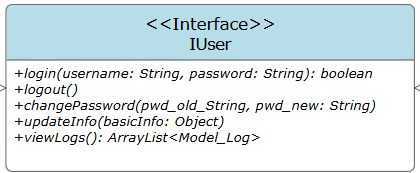 <<Interface>>
IUser
+login(username: String, password: String): boolean
+logout()
+changePassword(pwd_old_String, pwd_new: String)
+updateInfo(basicInfo: Object)
+viewLogs(): ArrayList<Model_Log>